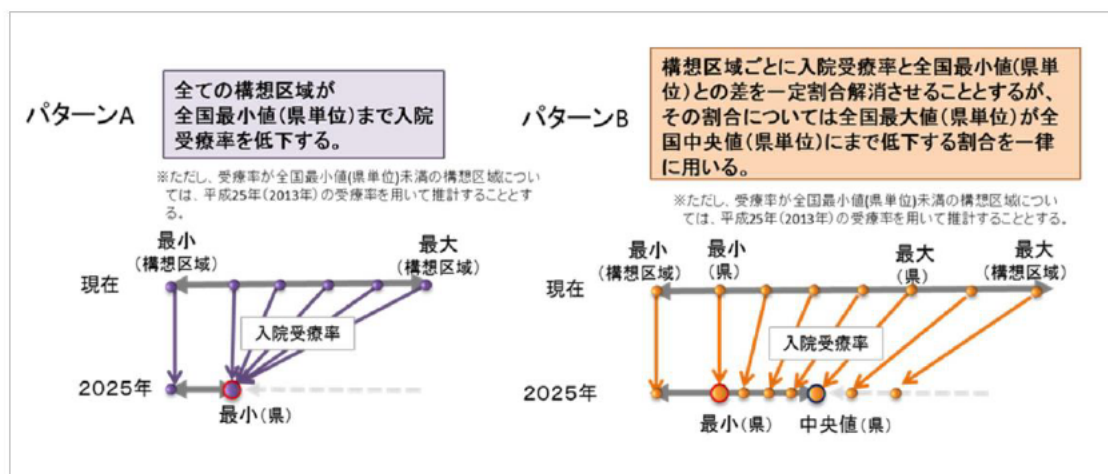 パターンA
全ての構想区域が
全国最小値(県単位)まで入院
受療率を低下する。
※ただし、受療率が全国最小値(県単位)未満の構想区域につい
ては、平成25年(2013年)の受療率を用いて推計することとす
る。
最小
(構想区域)
最大
(構想区域)
現在
入院受療率
2025年
最小(県)
パターンB
構想区域ごとに入院受療率と全国最小値(県単
位)との差を一定割合解消させることとするが、
その割合については全国最大値(県単位)が全
国中央値(県単位)にまで低下する割合を一律
に用いる。
※ただし、受療率が全国最小値(県単位)未満の構想区域につい
ては、平成25年(2013年)の受療率を用いて推計することとする。
最小
(構想区域)
最小
(県)
最大
(県)
最大
(構想区域)
現在
入院受療率
2025年
最小(県)
中央値(県)